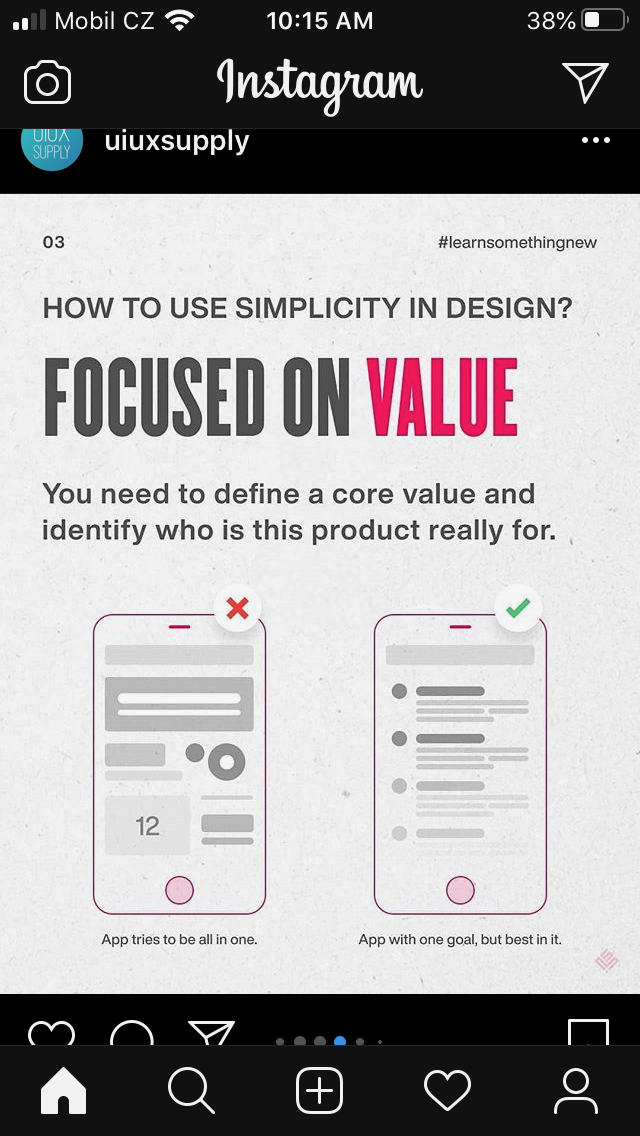 Mobil CZ 10:15 AM 38%
Instagram
UIUX
SUPPLY
uiuxsupply
03 #learnsomethingnew
HOW TO USE SIMPLICITY IN DESIGN?
FOCUSED ON VALUE
You need to define a core value and
identify who is this product really for.
12
App tries to be all in one. App with one goal, but best in it.